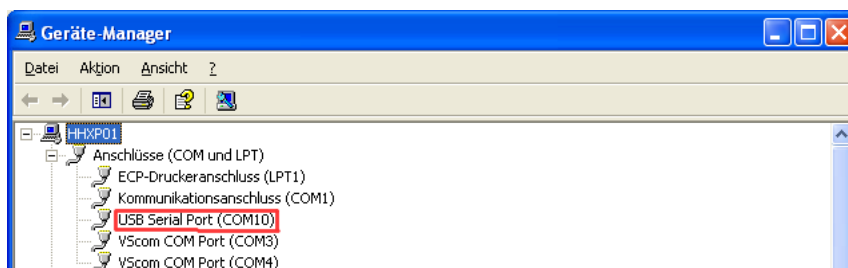 Geräte-Manager
Datei Aktion Ansicht ?
HHXP01
Anschlüsse (COM und LPT)
ECP-Druckeranschluss (LPT1)
Kommunikationsanschluss (COM1)
USB Serial Port (COM10)
VScom COM Port (COM3)
VScom COM Port (COM4)